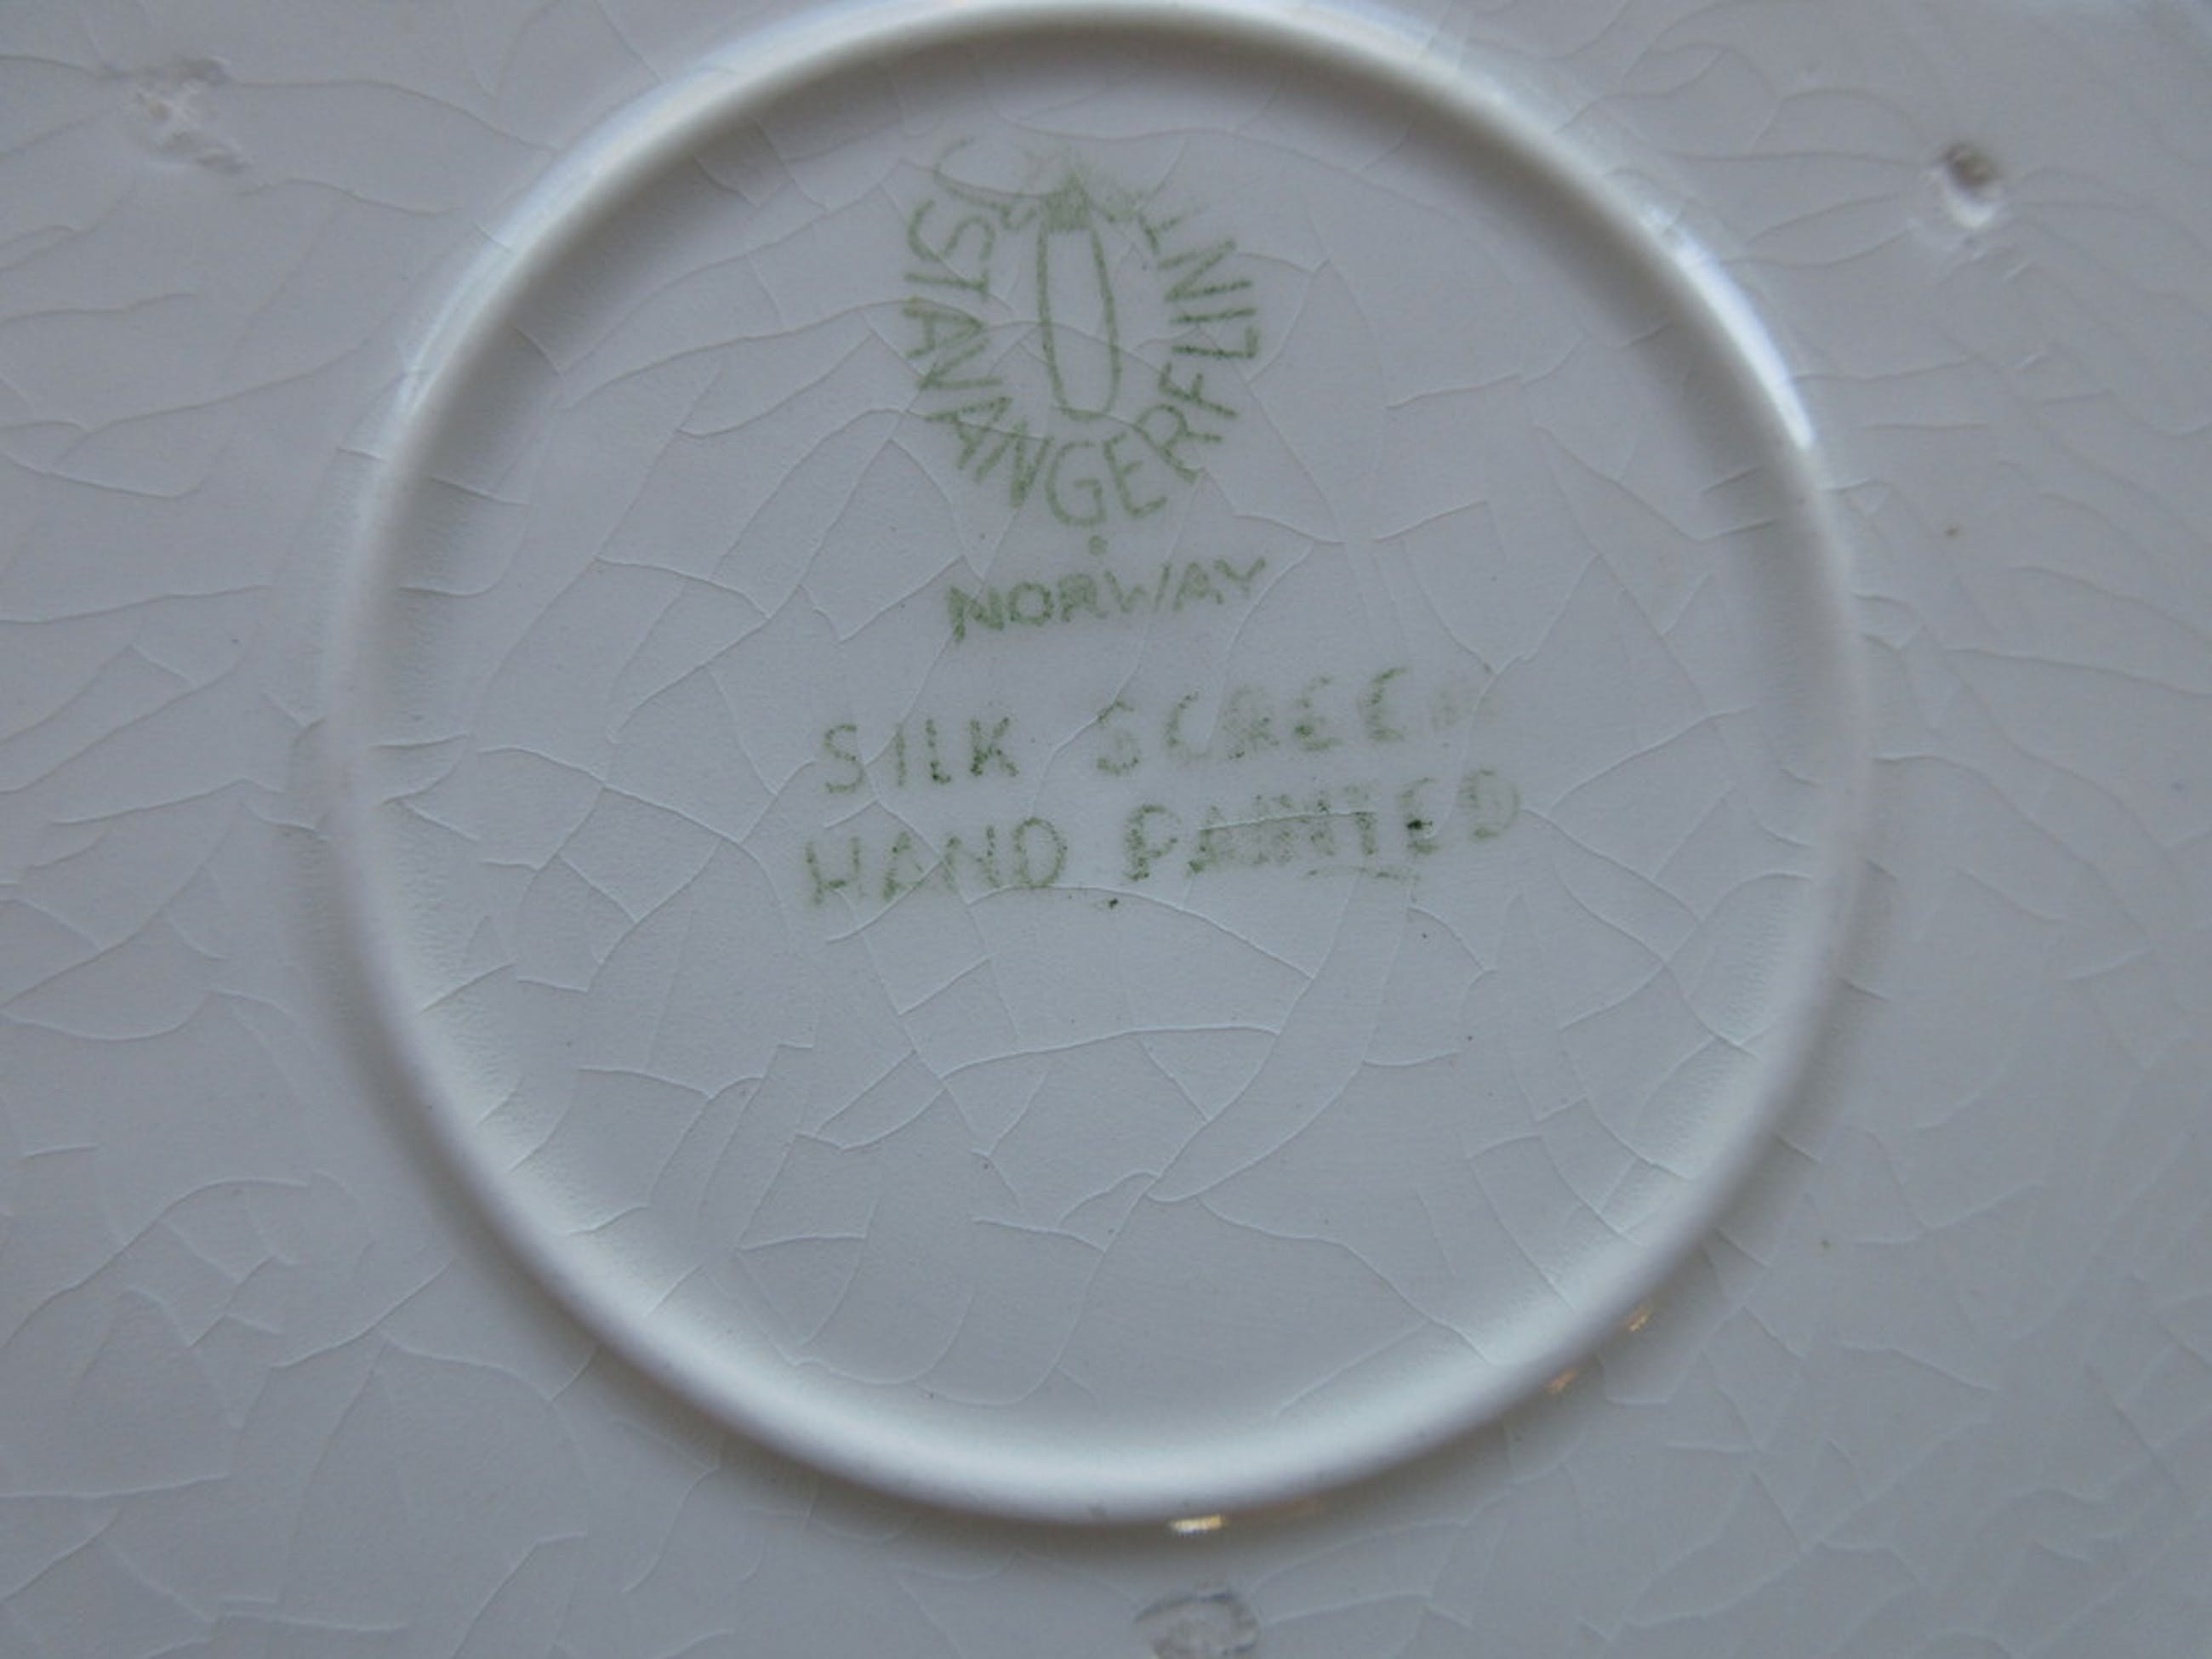 STAVANGERFLINT
NORWAY
SILK SCREEN
HAND PAINTED